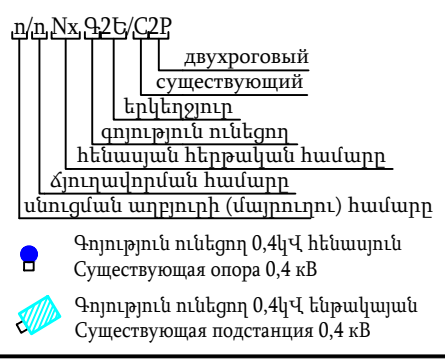 ո/ո Nx Գ2Ե/С2Р
двухроговый
существующий
երկեղջյուր
գոյություն ունեցող
հենասյան հերթական համարը
ճյուղավորման համարը
սնուցման աղբյուրի (մայրուղու) համարը
Գոյություն ունեցող 0,4կՎ հենասյուն
Существующая опора 0,4 кВ
Գոյություն ունեցող 0,4կՎ ենթակայան
Существующая подстанция 0,4 кВ